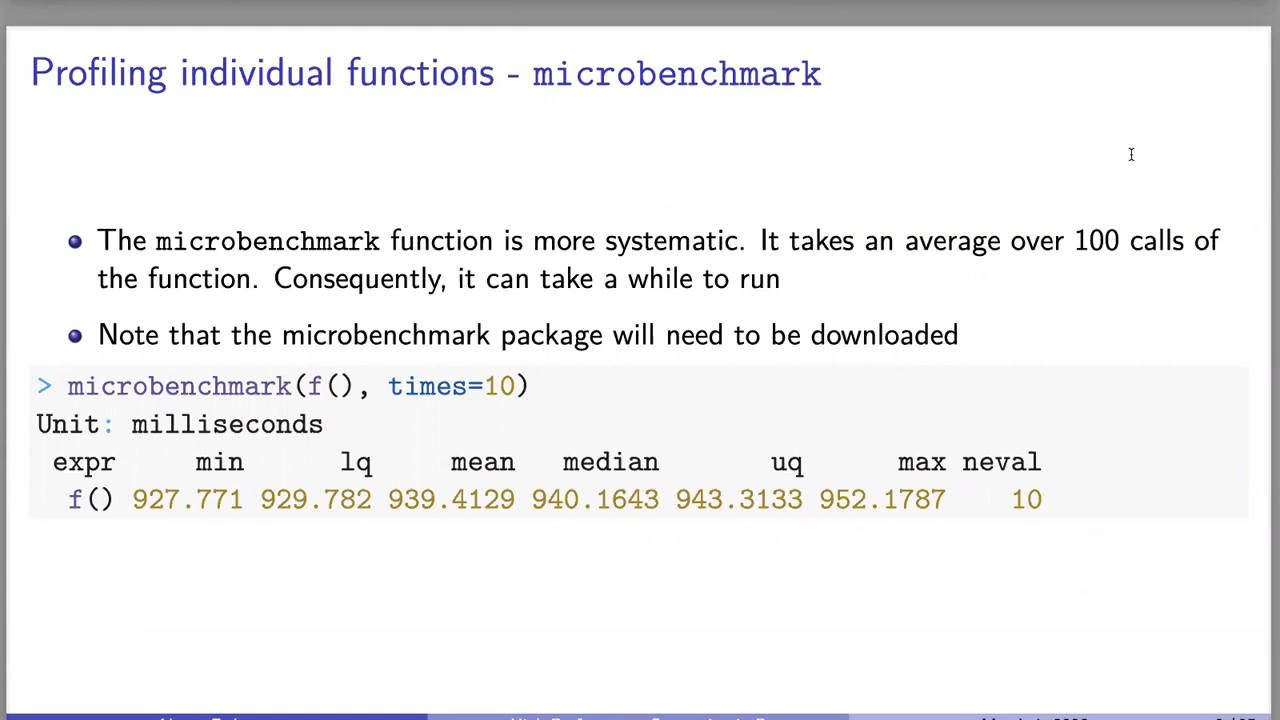 Profiling individual functions - microbenchmark
The microbenchmark function is more systematic. It takes an average over 100 calls of
the function. Consequently, it can take a while to run
Note that the microbenchmark package will need to be downloaded
> microbenchmark(f(), times=10)
Unit: milliseconds
expr min lq mean median uq max neval
f() 927.771 929.782 939.4129 940.1643 943.3133 952.1787 10